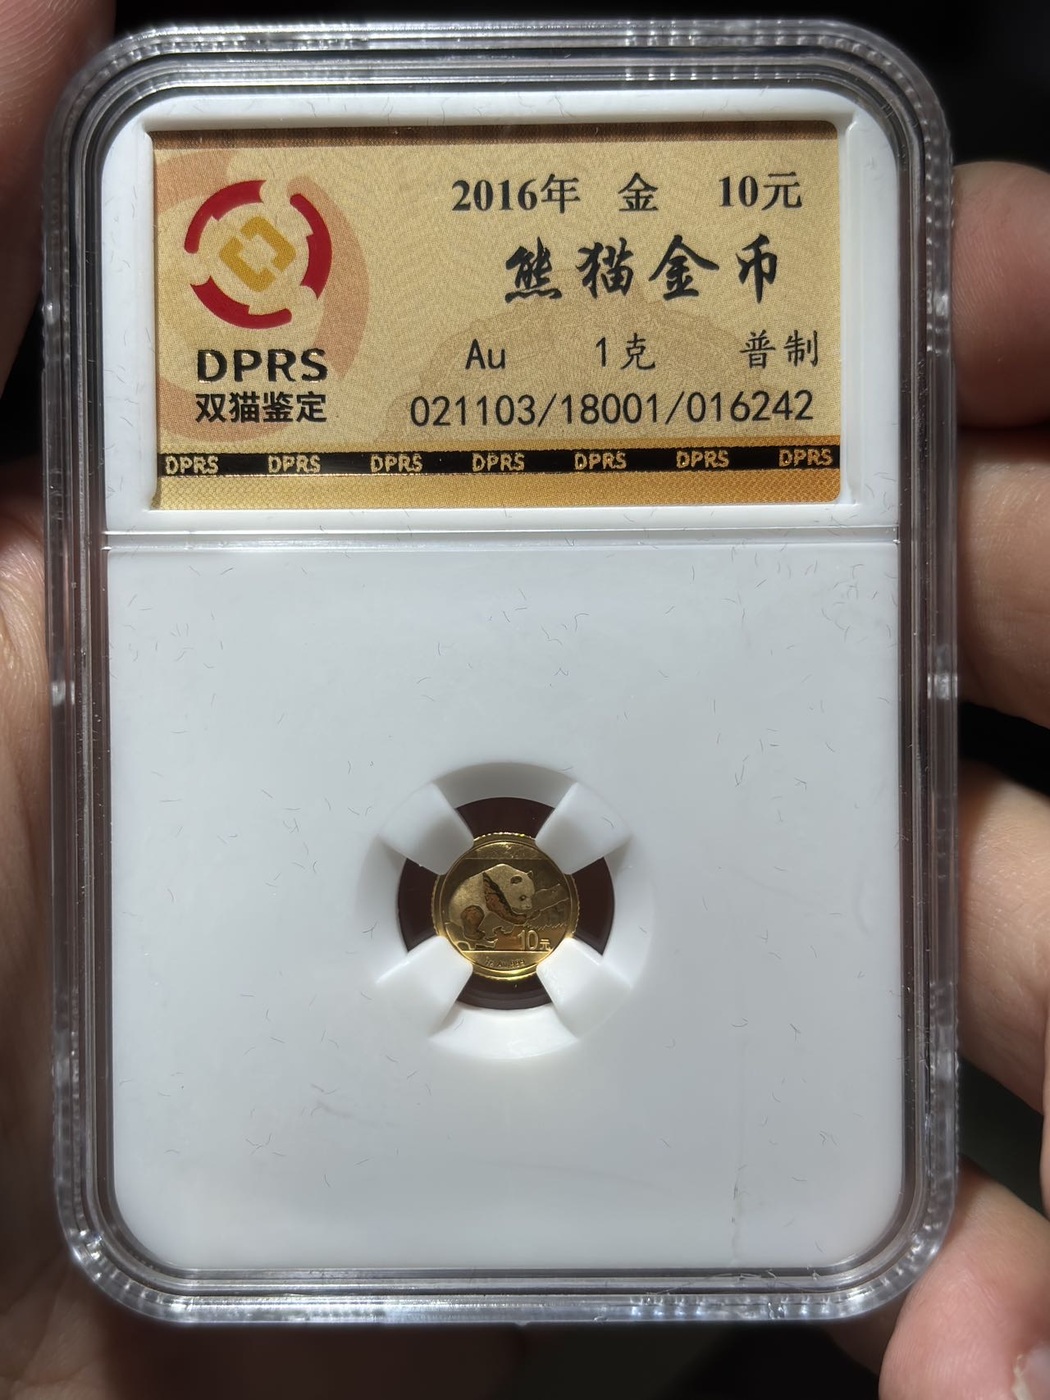 2016年 金 10元
熊猫金币
Au 1克 普制
021103/18001/016242
DPRS
双猫鉴定
DPRS DPRS DPRS DPRS DPRS DPRS DPRS
10元